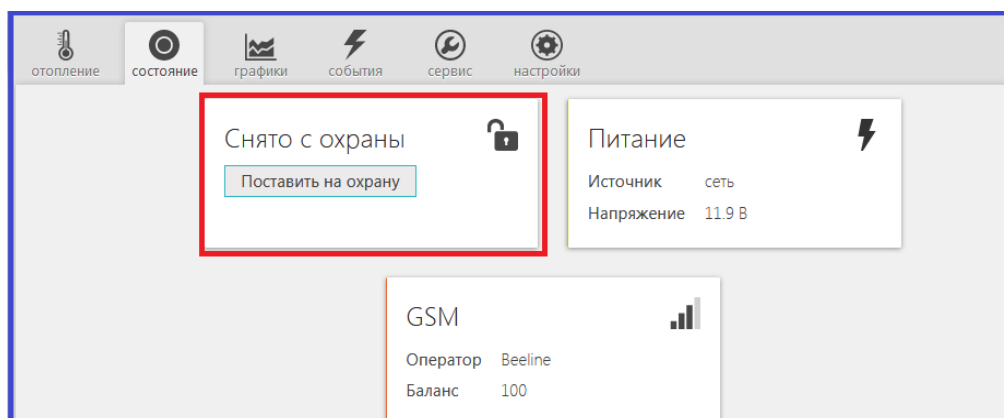 отопление состояние графики события сервис настройки
Снято с охраны
Поставить на охрану
Питание
Источник сеть
Напряжение 11.9 В
GSM
Оператор Beeline
Баланс 100